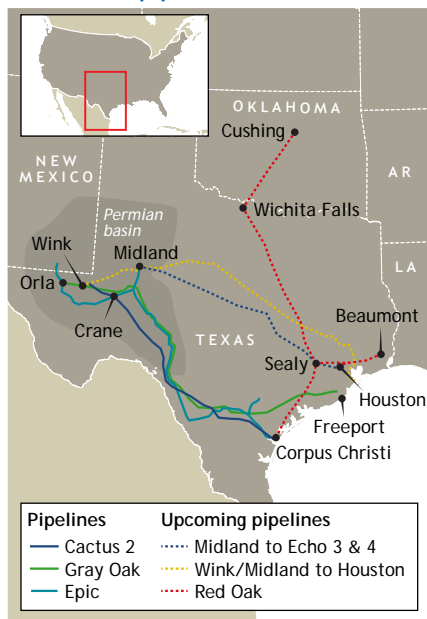 OKLAHOMA
Cushing
NEW
MEXICO
AR
Permian
basin
Wichita Falls
Wink
Midland
LA
Orla
Beaumont
Crane
TEXAS
Sealy
Houston
Freeport
Corpus Christi
Pipelines
Cactus 2
Gray Oak
Epic
Upcoming pipelines
Midland to Echo 3 & 4
Wink/Midland to Houston
Red Oak